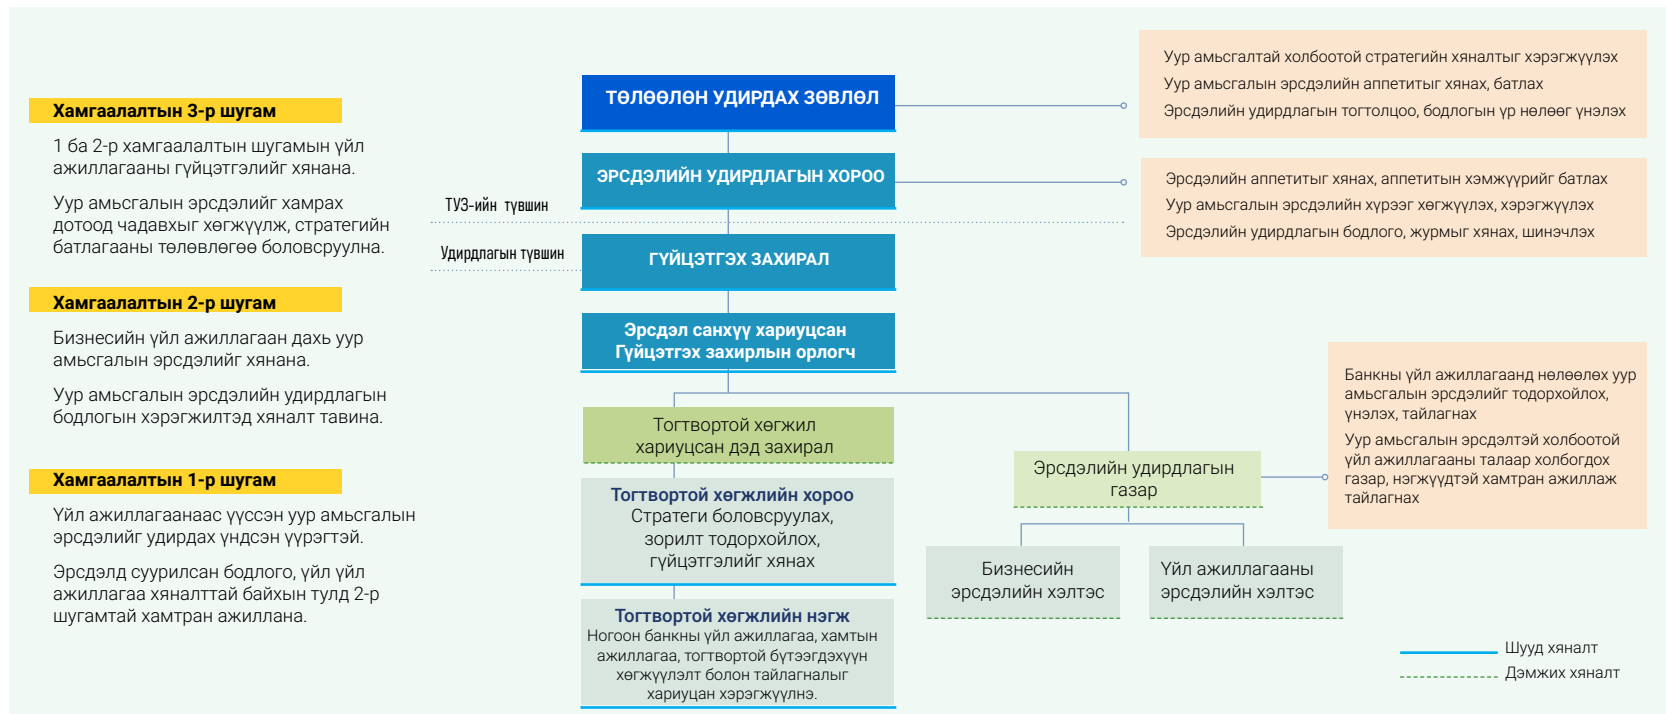 Хамгаалалтын 3-р шугам
1 ба 2-р хамгаалалтын шугамын үйл
ажиллагааны гүйцэтгэлийг хянана.
Уур амьсгалын эрсдэлийг хамрах
дотоод чадавхыг хөгжүүлж, стратегийн
батлагааны төлөвлөгөө боловсруулна.
Хамгаалалтын 2-р шугам
Бизнесийн үйл ажиллагаан дахь уур
амьсгалын эрсдэлийг хянана.
Уур амьсгалын эрсдэлийн удирдлагын
бодлогын хэрэгжилтэд хяналт тавина.
Хамгаалалтын 1-р шугам
Үйл ажиллагаанаас үүссэн уур амьсгалын
эрсдэлийг удирдах үндсэн үүрэгтэй.
Эрсдэлд суурилсан бодлого, үйл үйл
ажиллагаа хяналттай байхын тулд 2-р
шугамтай хамтран ажиллана.
ТУЗ-ийн түвшин
Удирдлагын түвшин
ТӨЛӨӨЛӨН УДИРДАХ ЗӨВЛӨЛ
ЭРСДЭЛИЙН УДИРДЛАГЫН ХОРОО
ГҮЙЦЭТГЭХ ЗАХИРАЛ
Эрсдэл санхүү хариуцсан
Гүйцэтгэх захирлын орлогч
Тогтвортой хөгжил
хариуцсан дэд захирал
Тогтвортой хөгжлийн хороо
Стратеги боловсруулах,
зорилт тодорхойлох,
гүйцэтгэлийг хянах
Тогтвортой хөгжлийн нэгж
Ногоон банкны үйл ажиллагаа, хамтын
ажиллагаа, тогтвортой бүтээгдэхүүн
хөгжүүлэлт болон тайлагналыг
хариуцан хэрэгжүүлнэ.
Уур амьсгалтай холбоотой стратегийн хяналтыг хэрэгжүүлэх
Уур амьсгалын эрсдэлийн аппетитыг хянах, батлах
Эрсдэлийн удирдлагын тогтолцоо, бодлогын үр нөлөөг үнэлэх
Эрсдэлийн аппетитыг хянах, аппетитын хэмжүүрийг батлах
Уур амьсгалын эрсдэлийн хүрээг хөгжүүлэх, хэрэгжүүлэх
Эрсдэлийн удирдлагын бодлого, журмыг хянах, шинэчлэх
Эрсдэлийн удирдлагын
газар
Бизнесийн
эрсдэлийн хэлтэс
Үйл ажиллагааны
эрсдэлийн хэлтэс
Банкны үйл ажиллагаанд нөлөөлөх уур
амьсгалын эрсдэлийг тодорхойлох,
үнэлэх, тайлагнах
Уур амьсгалын эрсдэлтэй холбоотой
үйл ажиллагааны талаар холбогдох
газар, нэгжүүдтэй хамтран ажиллаж
тайлагнах
Шууд хяналт
Дэмжих хяналт